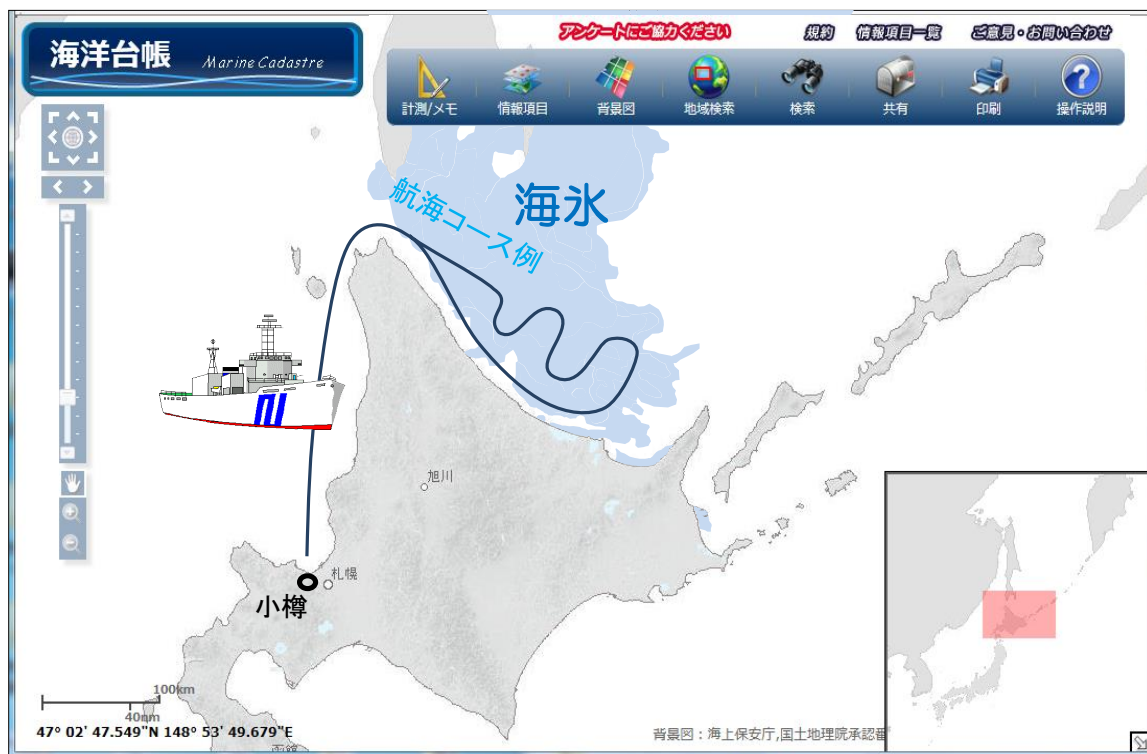 アンケートにご協力ください 規約 情報項目一覧 ご意見・お問い合わせ
海洋台帳 Marine Cadastre
計測/メモ 情報項目 背景図 地域検索 検索 共有 印刷 操作説明
海氷
航海コース例
旭川
札幌
小樽
100km
40nm
47° 02' 47.549"N 148° 53' 49.679"E
背景図：海上保安庁,国土地理院承認番